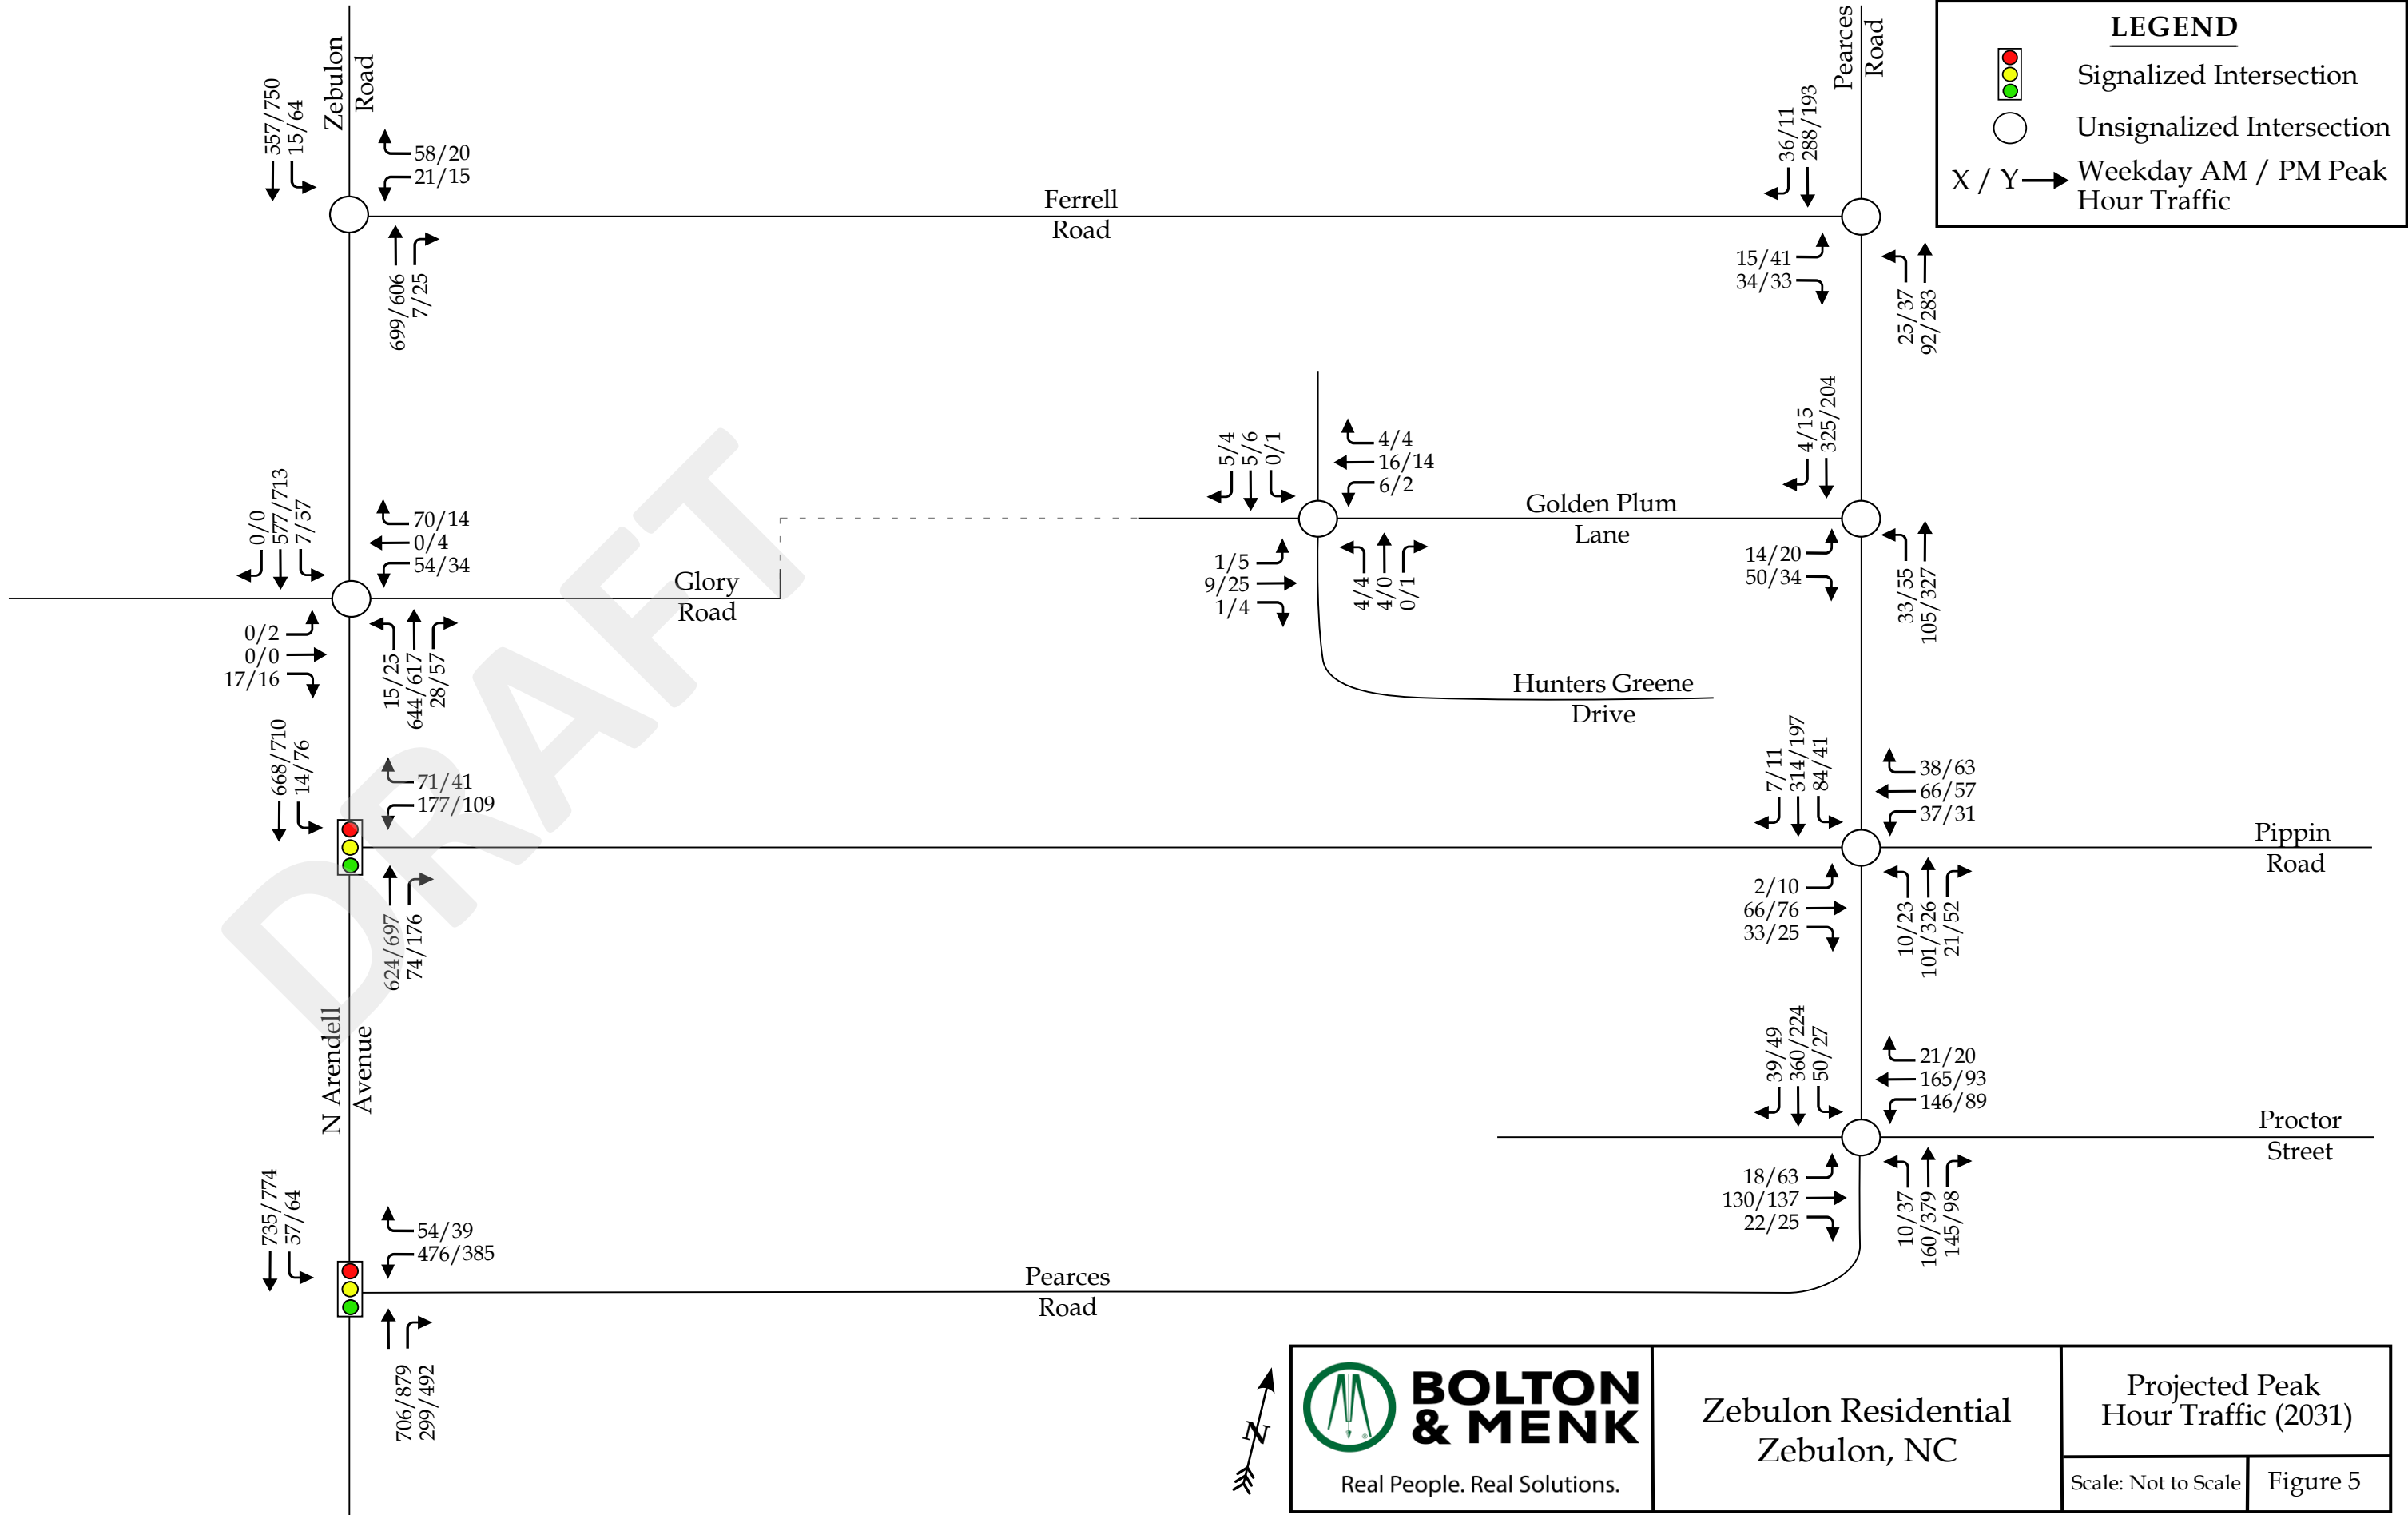 Zebulon
Road
557/750
15/64
58/20
21/15
699/606
7/25
Ferrell
Road
Pearces
Road
36/11
288/193
15/41
34/33
25/37
92/283
LEGEND
Signalized Intersection
Unsignalized Intersection
X / Y
Weekday AM / PM Peak
Hour Traffic
0/0
577/713
7/57
70/14
0/4
54/34
0/2
0/0
17/16
15/25
644/617
28/57
Glory
Road
5/4
5/6
0/1
4/4
16/14
6/2
1/5
9/25
1/4
4/4
4/0
0/1
Golden Plum
Lane
4/15
325/204
14/20
50/34
33/55
105/327
Hunters Greene
Drive
668/710
14/76
71/41
177/109
624/697
74/176
7/11
314/197
84/41
38/63
66/57
37/31
2/10
66/76
33/25
10/23
101/326
21/52
Pippin
Road
N Arendell
Avenue
39/49
360/224
50/27
21/20
165/93
146/89
18/63
130/137
22/25
10/37
160/379
145/98
Proctor
Street
735/774
57/64
54/39
476/385
706/879
299/492
Pearces
Road
DRAFT
N
BOLTON
& MENK
®
Real People. Real Solutions.
Zebulon Residential
Zebulon, NC
Projected Peak
Hour Traffic (2031)
Scale: Not to Scale
Figure 5